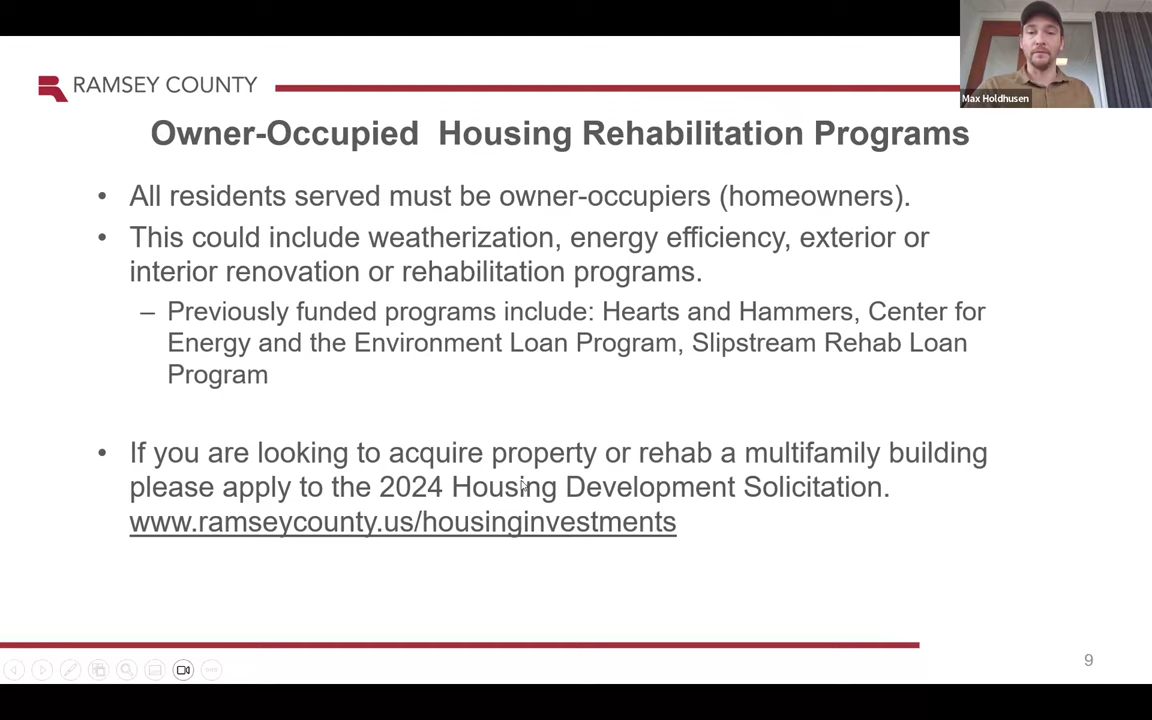 RAMSEY COUNTY
Max Holdhusen
Owner-Occupied Housing Rehabilitation Programs
• All residents served must be owner-occupiers (homeowners).
• This could include weatherization, energy efficiency, exterior or
interior renovation or rehabilitation programs.
– Previously funded programs include: Hearts and Hammers, Center for
Energy and the Environment Loan Program, Slipstream Rehab Loan
Program
• If you are looking to acquire property or rehab a multifamily building
please apply to the 2024 Housing Development Solicitation.
www.ramseycounty.us/housinginvestments
9